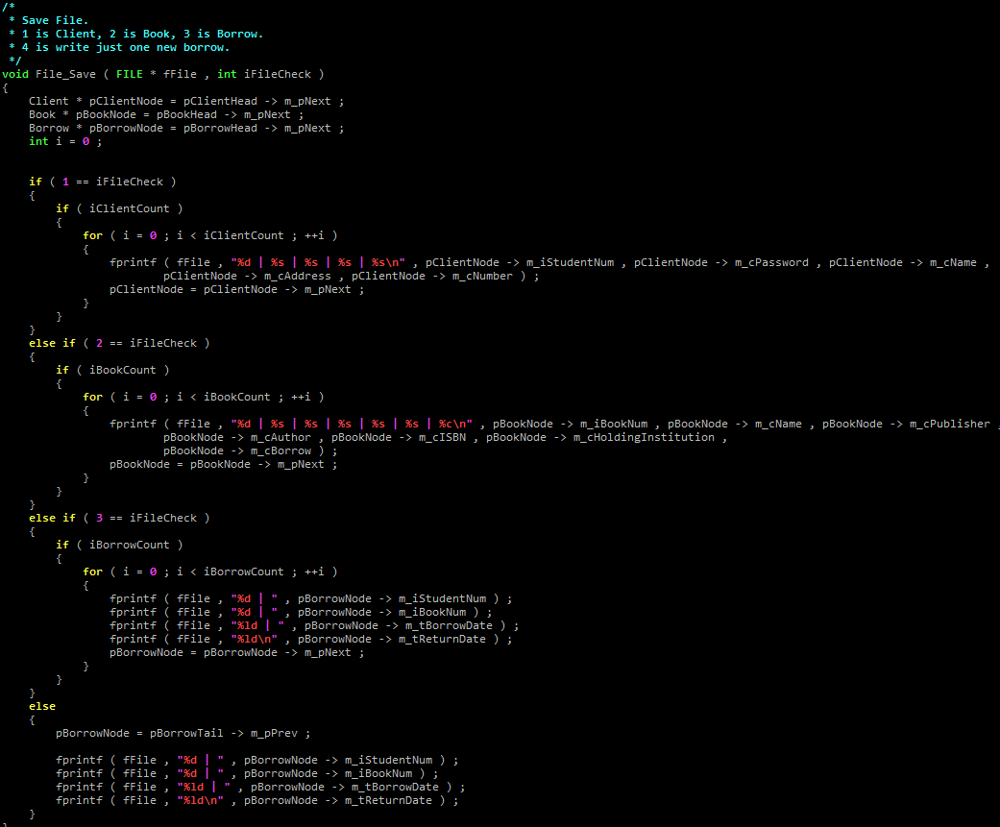 /*
 * Save File.
 * 1 is Client, 2 is Book, 3 is Borrow.
 * 4 is write just one new borrow.
 */
void File_Save ( FILE * fFile , int iFileCheck )
{
    Client * pClientNode = pClientHead -> m_pNext ;
    Book * pBookNode = pBookHead -> m_pNext ;
    Borrow * pBorrowNode = pBorrowHead -> m_pNext ;
    int i = 0 ;

    if ( 1 == iFileCheck )
    {
        if ( iClientCount )
        {
            for ( i = 0 ; i < iClientCount ; ++i )
            {
                fprintf ( fFile , "%d | %s | %s | %s | %s\n" , pClientNode -> m_iStudentNum , pClientNode -> m_cPassword , pClientNode -> m_cName ,
                        pClientNode -> m_cAddress , pClientNode -> m_cNumber ) ;
                pClientNode = pClientNode -> m_pNext ;
            }
        }
    }
    else if ( 2 == iFileCheck )
    {
        if ( iBookCount )
        {
            for ( i = 0 ; i < iBookCount ; ++i )
            {
                fprintf ( fFile , "%d | %s | %s | %s | %s | %s | %c\n" , pBookNode -> m_iBookNum , pBookNode -> m_cName , pBookNode -> m_cPublisher ,
                        pBookNode -> m_cAuthor , pBookNode -> m_cISBN , pBookNode -> m_cHoldingInstitution ,
                        pBookNode -> m_cBorrow ) ;
                pBookNode = pBookNode -> m_pNext ;
            }
        }
    }
    else if ( 3 == iFileCheck )
    {
        if ( iBorrowCount )
        {
            for ( i = 0 ; i < iBorrowCount ; ++i )
            {
                fprintf ( fFile , "%d | " , pBorrowNode -> m_iStudentNum ) ;
                fprintf ( fFile , "%d | " , pBorrowNode -> m_iBookNum ) ;
                fprintf ( fFile , "%ld | " , pBorrowNode -> m_tBorrowDate ) ;
                fprintf ( fFile , "%ld\n" , pBorrowNode -> m_tReturnDate ) ;
                pBorrowNode = pBorrowNode -> m_pNext ;
            }
        }
    }
    else
    {
        pBorrowNode = pBorrowTail -> m_pPrev ;

        fprintf ( fFile , "%d | " , pBorrowNode -> m_iStudentNum ) ;
        fprintf ( fFile , "%d | " , pBorrowNode -> m_iBookNum ) ;
        fprintf ( fFile , "%ld | " , pBorrowNode -> m_tBorrowDate ) ;
        fprintf ( fFile , "%ld\n" , pBorrowNode -> m_tReturnDate ) ;
    }
}